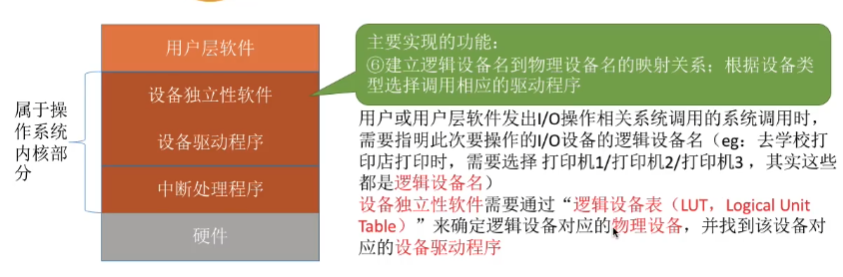 用户层软件
设备独立性软件
设备驱动程序
中断处理程序
硬件
属于操
作系统
内核部
分
主要实现的功能：
⑥建立逻辑设备名到物理设备名的映射关系；根据设备类
型选择调用相应的驱动程序
用户或用户层软件发出I/O操作相关系统调用的系统调用时，
需要指明此次要操作的I/O设备的逻辑设备名（eg：去学校打
印店打印时，需要选择 打印机1/打印机2/打印机3 ，其实这些
都是逻辑设备名）
设备独立性软件需要通过“逻辑设备表（LUT，Logical Unit
Table）”来确定逻辑设备对应的物理设备，并找到该设备对
应的设备驱动程序